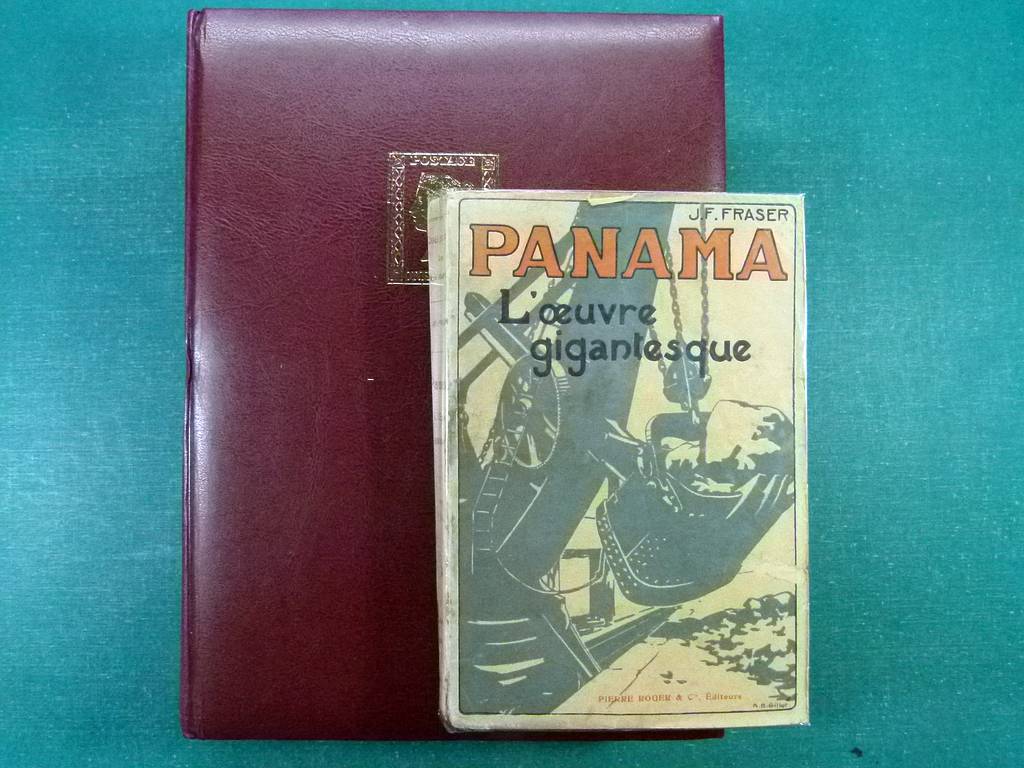 POSTAGE
J.F. FRASER
PANAMA
L'œuvre
gigantesque
PIERRE ROGER & Cie, Éditeurs